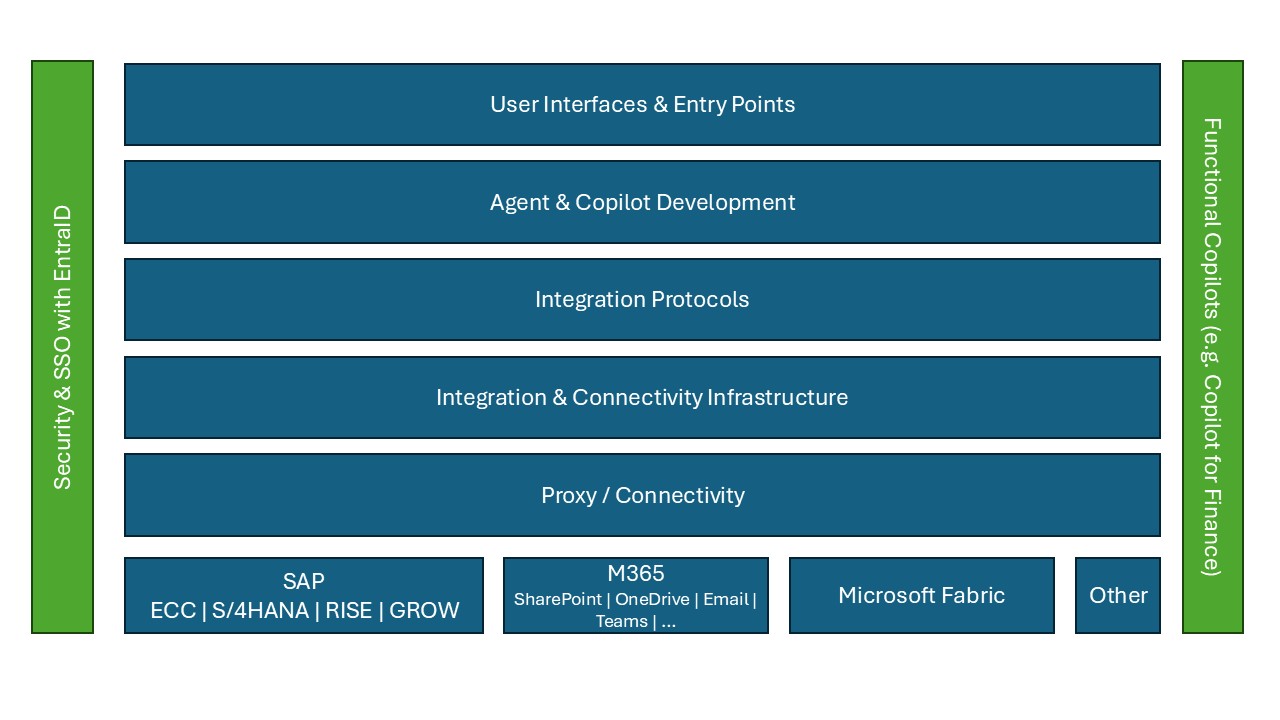 Security & SSO with EntraID
User Interfaces & Entry Points
Agent & Copilot Development
Integration Protocols
Integration & Connectivity Infrastructure
Proxy / Connectivity
SAP
ECC | S/4HANA | RISE | GROW
M365
SharePoint | OneDrive | Email |
Teams | ...
Microsoft Fabric
Other
Functional Copilots (e.g. Copilot for Finance)